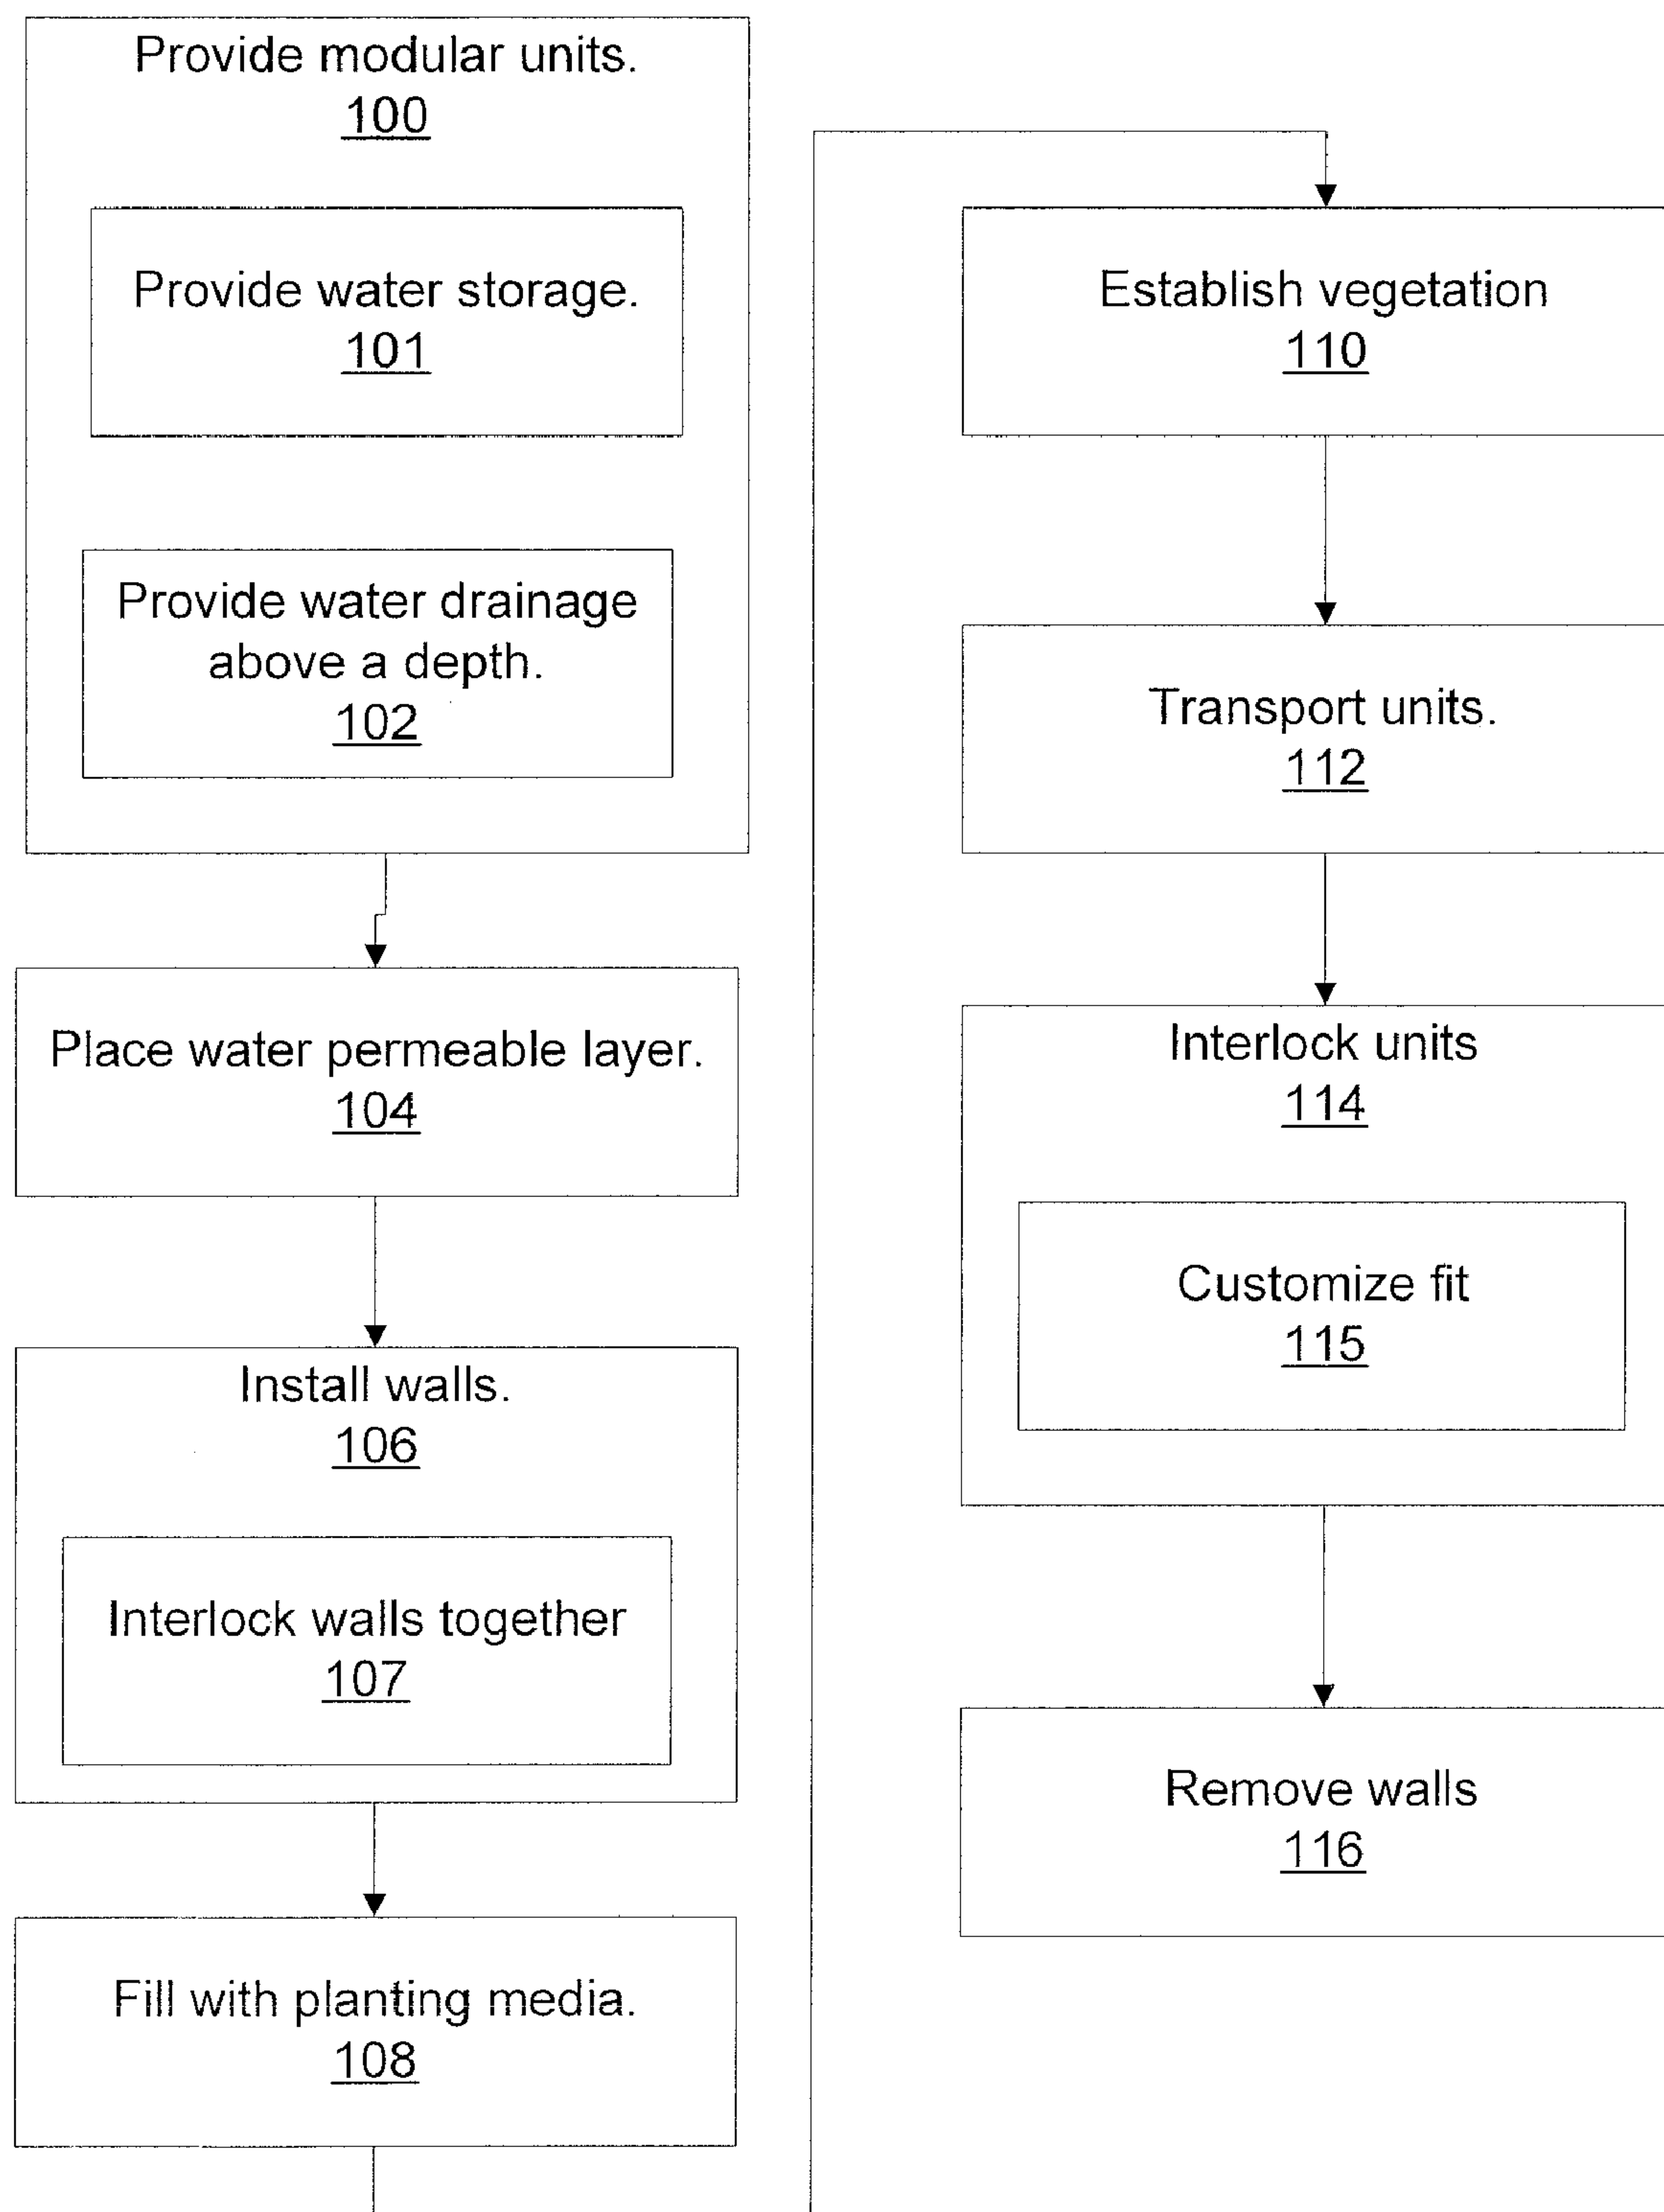 Provide modular units.
100
Provide water storage.
101
Provide water drainage
above a depth.
102
Place water permeable layer.
104
Install walls.
106
Interlock walls together
107
Fill with planting media.
108
Establish vegetation
110
Transport units.
112
Interlock units
114
Customize fit
115
Remove walls
116